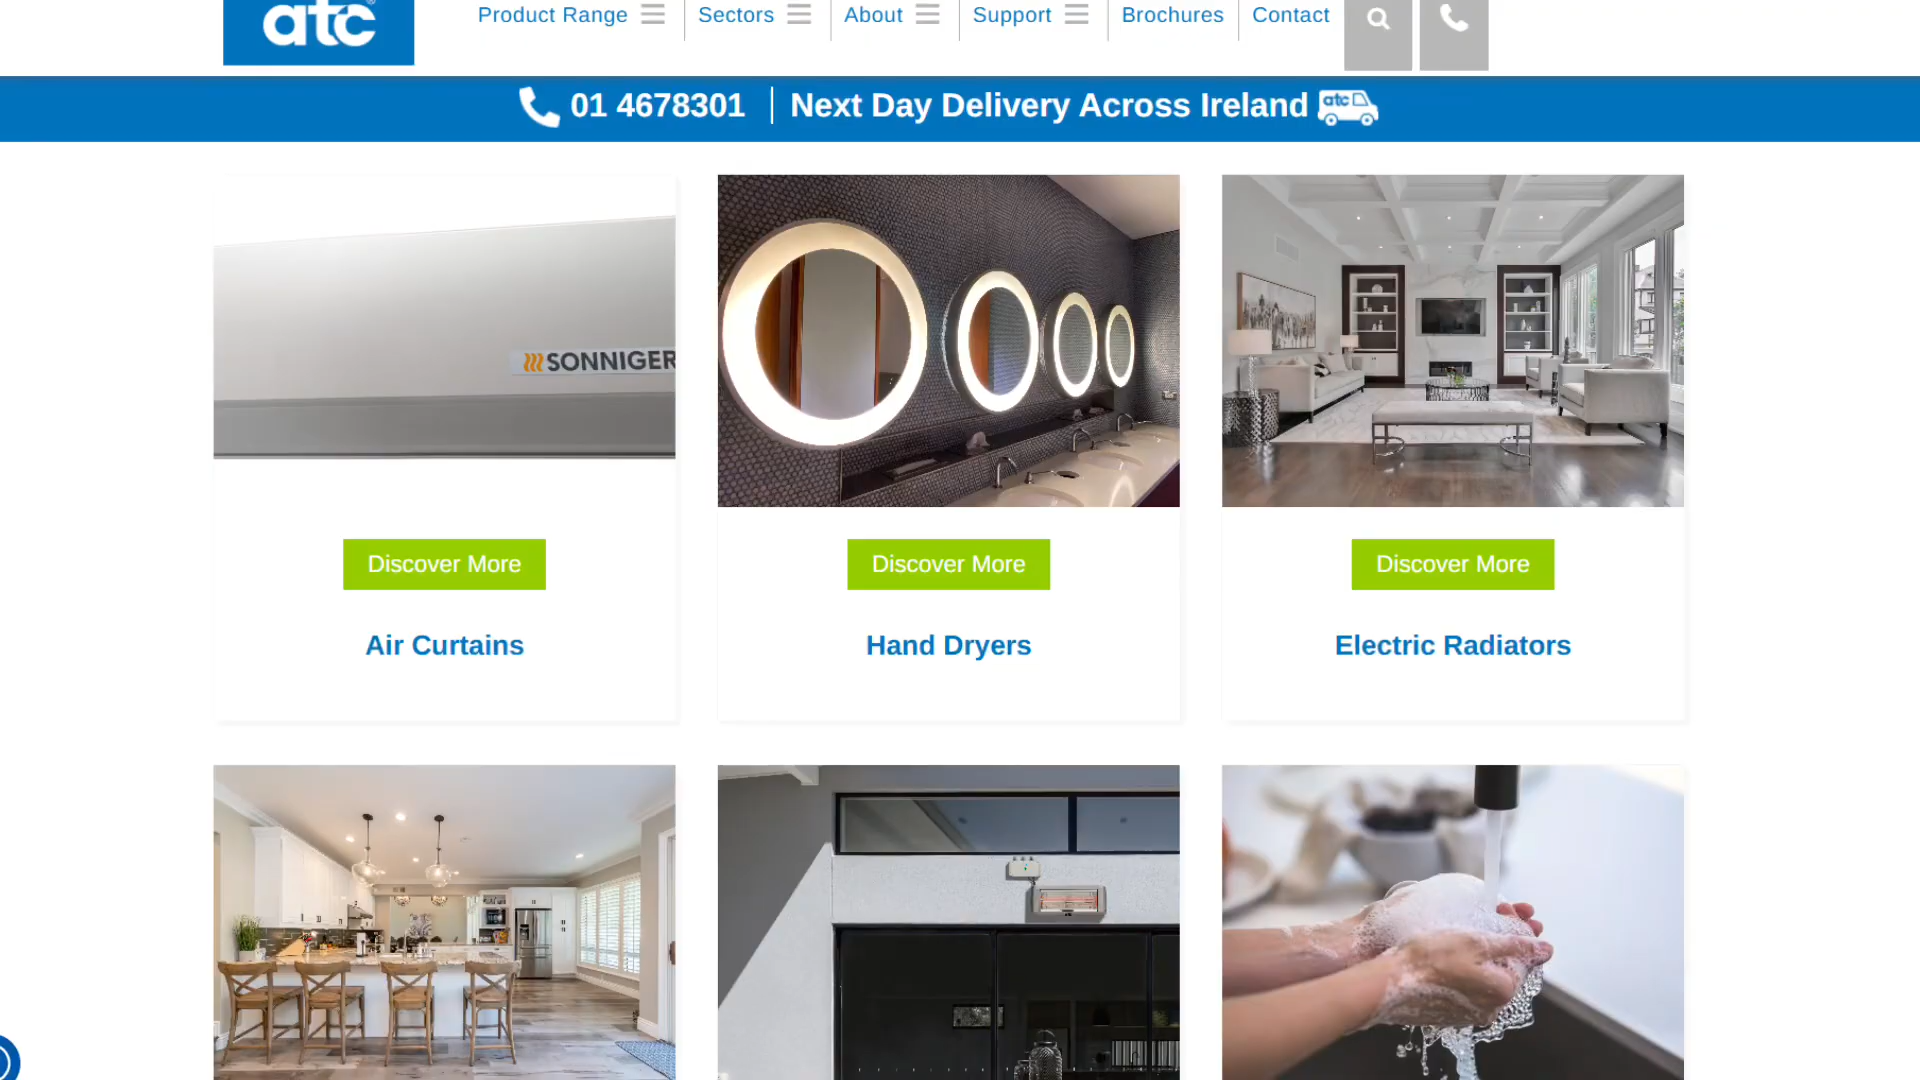 atc
Product Range
Sectors
About
Support
Brochures
Contact
01 4678301
Next Day Delivery Across Ireland
atc
SONNIGER
Discover More
Discover More
Discover More
Air Curtains
Hand Dryers
Electric Radiators